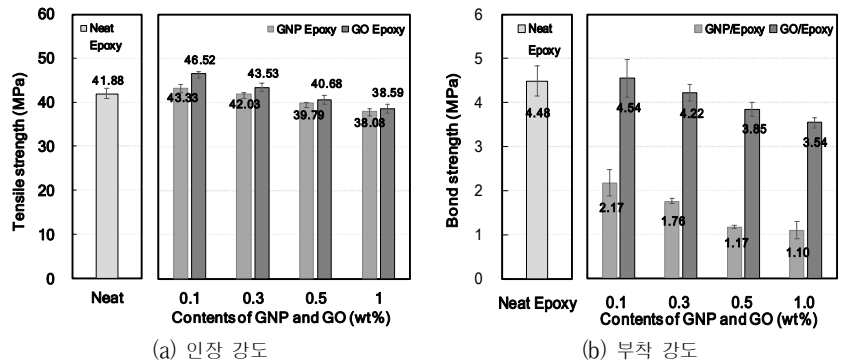 Neat
Epoxy
GNP Epoxy
GO Epoxy
Tensile strength (MPa)
60
50
40
30
20
10
0
41.88
43.33
46.52
42.03
43.53
39.79
40.68
38.08
38.59
Neat
0.1
0.3
0.5
1
Contents of GNP and GO (wt%)
(a) 인장 강도
Neat
Epoxy
GNP/Epoxy
GO/Epoxy
Bond strength (MPa)
6
5
4
3
2
1
0
4.48
2.17
4.54
1.76
4.22
1.17
3.85
1.10
3.54
Neat Epoxy
0.1
0.3
0.5
1.0
Contents of GNP and GO (wt%)
(b) 부착 강도